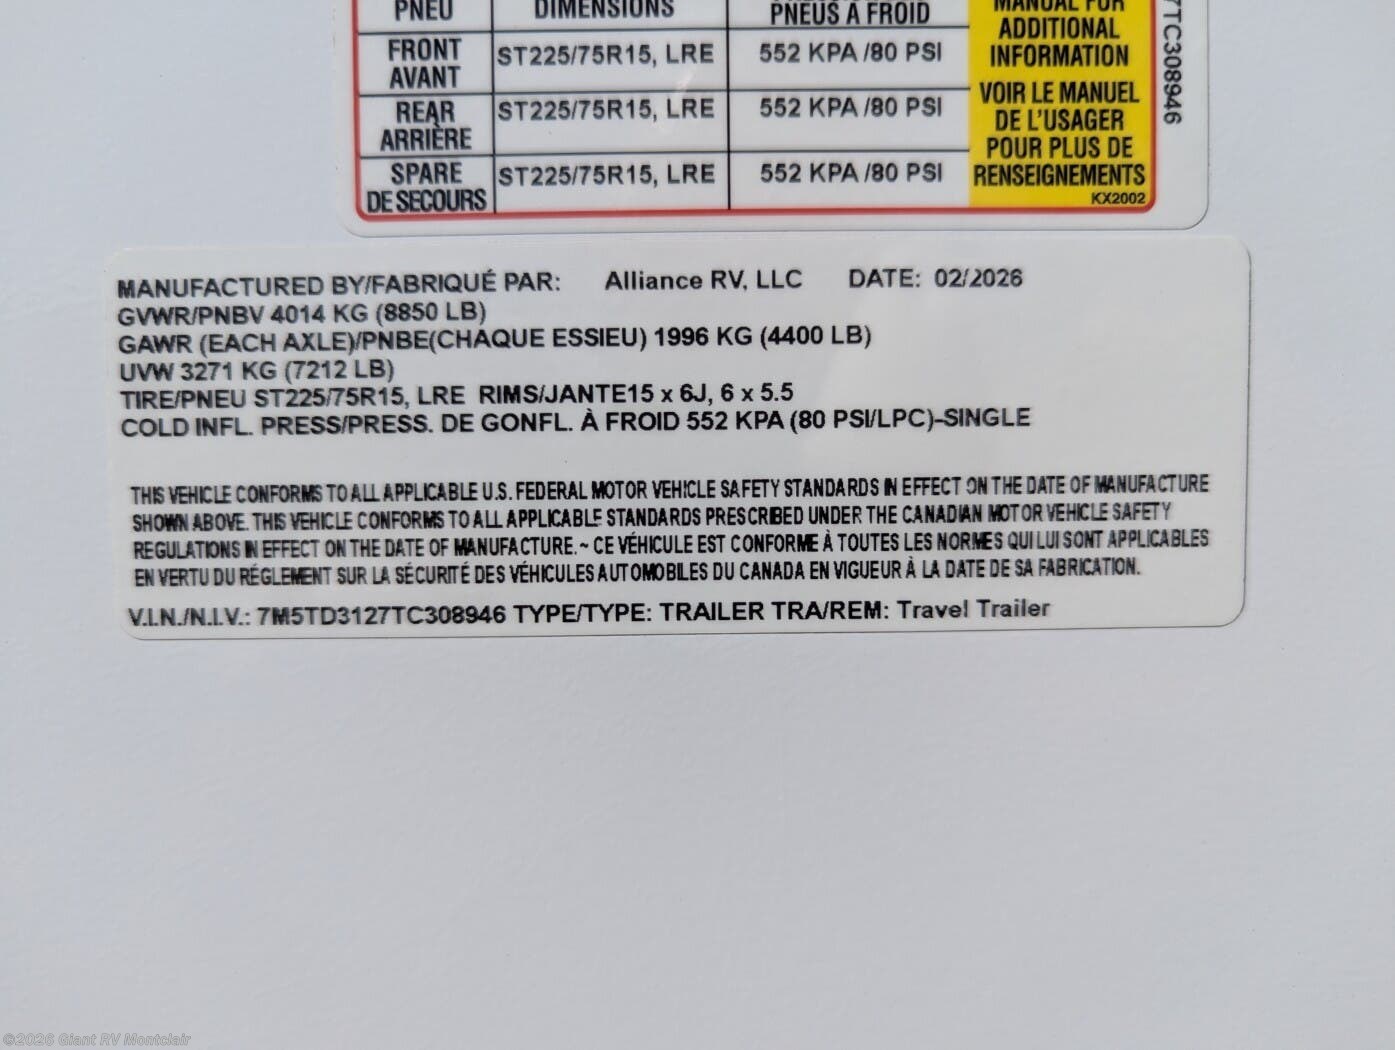 PNEU DIMENSIONS PNEUS À FROID
MANUAL FOR
ADDITIONAL
INFORMATION
FRONT
AVANT ST225/75R15, LRE 552 KPA /80 PSI
REAR
ARRIÈRE ST225/75R15, LRE 552 KPA /80 PSI
SPARE
DE SECOURS ST225/75R15, LRE 552 KPA /80 PSI
VOIR LE MANUEL
DE L'USAGER
POUR PLUS DE
RENSEIGNEMENTS
KX2002
7TC308946
MANUFACTURED BY/FABRIQUÉ PAR: Alliance RV, LLC DATE: 02/2026
GVWR/PNBV 4014 KG (8850 LB)
GAWR (EACH AXLE)/PNBE(CHAQUE ESSIEU) 1996 KG (4400 LB)
UVW 3271 KG (7212 LB)
TIRE/PNEU ST225/75R15, LRE RIMS/JANTE15 x 6J, 6 x 5.5
COLD INFL. PRESS/PRESS. DE GONFL. À FROID 552 KPA (80 PSI/LPC)-SINGLE
THIS VEHICLE CONFORMS TO ALL APPLICABLE U.S. FEDERAL MOTOR VEHICLE SAFETY STANDARDS IN EFFECT ON THE DATE OF MANUFACTURE
SHOWN ABOVE. THIS VEHICLE CONFORMS TO ALL APPLICABLE STANDARDS PRESCRIBED UNDER THE CANADIAN MOTOR VEHICLE SAFETY
REGULATIONS IN EFFECT ON THE DATE OF MANUFACTURE.~ CE VÉHICULE EST CONFORME À TOUTES LES NORMES QUI LUI SONT APPLICABLES
EN VERTU DU RÉGLEMENT SUR LA SÉCURITÉ DES VÉHICULES AUTOMOBILES DU CANADA EN VIGUEUR À LA DATE DE SA FABRICATION.
V.I.N./N.I.V.: 7M5TD3127TC308946 TYPE/TYPE: TRAILER TRA/REM: Travel Trailer
©2026 Giant RV Montclair